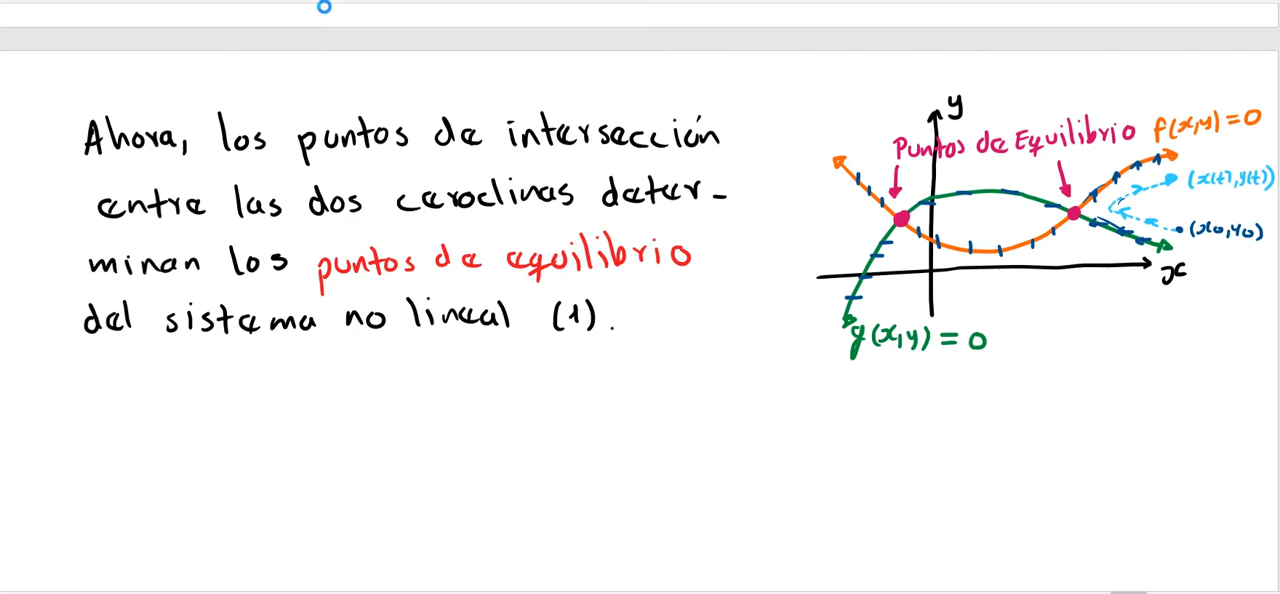 Ahora, los puntos de intersección
entre las dos ceroclinas deter-
minan los puntos de equilibrio
del sistema no lineal (1).
y
Puntos de Equilibrio
f(x,y)=0
(x(t),y(t))
(x0,y0)
x
g(x,y)=0